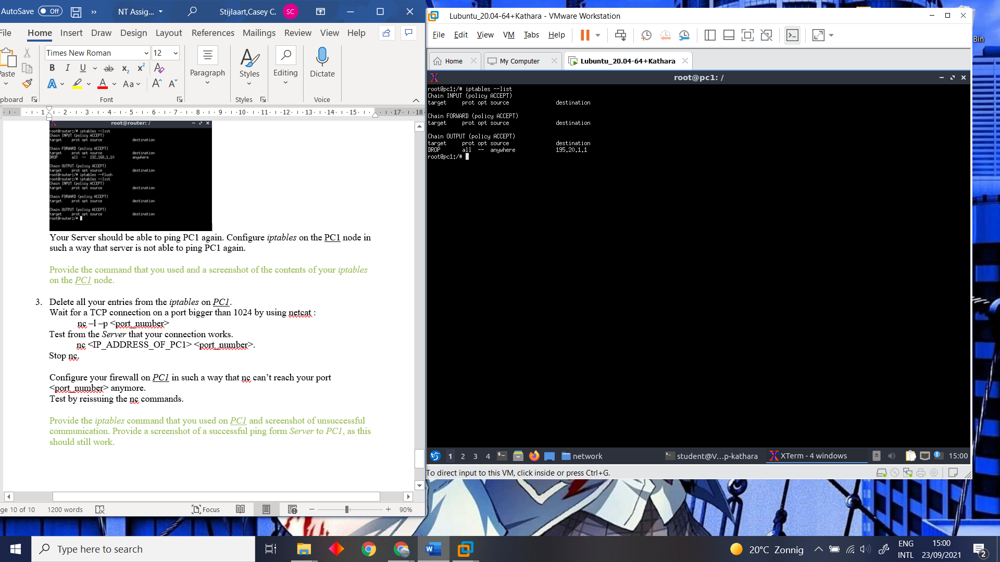 AutoSave Off NT Assig... Stijlaart,Casey C. SC
File Home Insert Draw Design Layout References Mailings Review View Help
Times New Roman 12
Paste Paragraph Styles Editing Dictate
Clipboard Font Styles Voice
1 2 3 4 5 6 7 8 9 10 11 12 13 14 15 17 18
root@router: /
root@router:/# iptables --list
Chain INPUT (policy ACCEPT)
target prot opt source destination
Chain FORWARD (policy ACCEPT)
target prot opt source destination
DROP all -- 192.168.1.10 anywhere
Chain OUTPUT (policy ACCEPT)
target prot opt source destination
root@router:/# iptables --flush
root@router:/# iptables --list
Chain INPUT (policy ACCEPT)
target prot opt source destination
Chain FORWARD (policy ACCEPT)
target prot opt source destination
Chain OUTPUT (policy ACCEPT)
target prot opt source destination
root@router:/#
Your Server should be able to ping PC1 again. Configure iptables on the PC1 node in
such a way that server is not able to ping PC1 again.
Provide the command that you used and a screenshot of the contents of your iptables
on the PC1 node.
3. Delete all your entries from the iptables on PC1.
Wait for a TCP connection on a port bigger than 1024 by using netcat :
nc –l –p <port_number>
Test from the Server that your connection works.
nc <IP_ADDRESS_OF_PC1> <port_number>.
Stop nc.
Configure your firewall on PC1 in such a way that nc can’t reach your port
<port_number> anymore.
Test by reissuing the nc commands.
Provide the iptables command that you used on PC1 and screenshot of unsuccessful
communication. Provide a screenshot of a successful ping form Server to PC1, as this
should still work.
ge 10 of 10 1200 words Focus 90%
Lubuntu_20.04-64+Kathara - VMware Workstation
File Edit View VM Tabs Help
Home My Computer Lubuntu_20.04-64+Kathara
root@pc1: /
root@pc1:/# iptables --list
Chain INPUT (policy ACCEPT)
target prot opt source destination
Chain FORWARD (policy ACCEPT)
target prot opt source destination
Chain OUTPUT (policy ACCEPT)
target prot opt source destination
DROP all -- anywhere 195.20.1.1
root@pc1:/#
1 2 3 4 network student@V...p-kathara XTerm - 4 windows 15:00
To direct input to this VM, click inside or press Ctrl+G.
Bin
Type here to search 20°C Zonnig ENG 15:00
INTL 23/09/2021 2